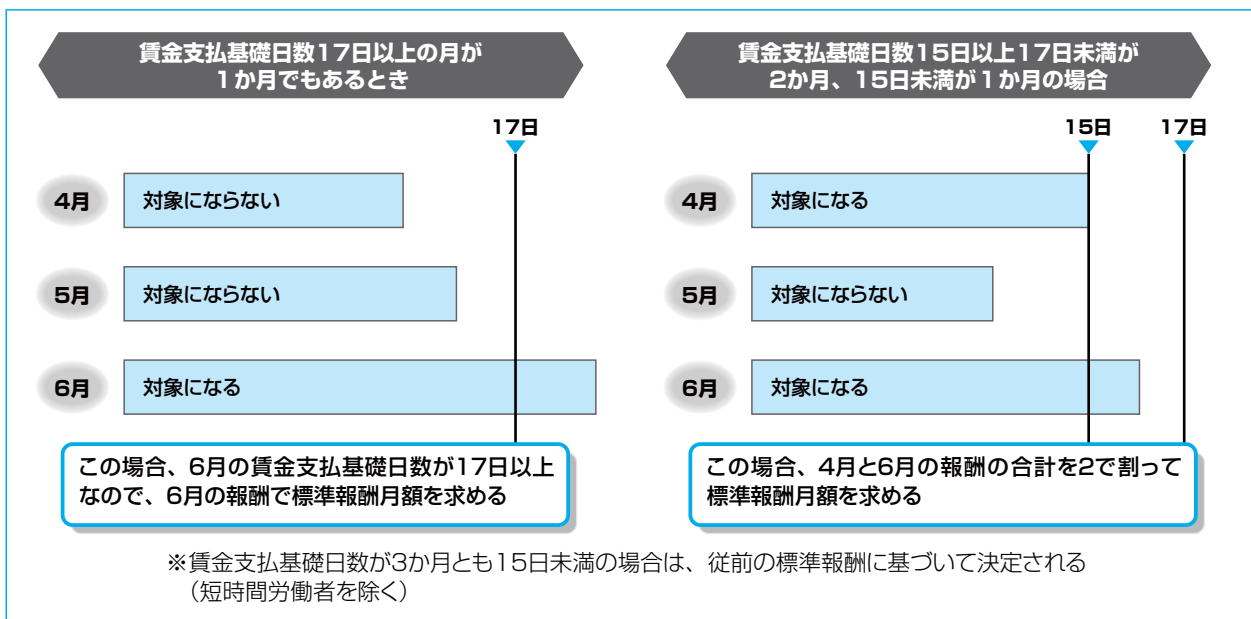 賃金支払基礎日数17日以上の月が
1か月でもあるとき
17日
4月
対象にならない
5月
対象にならない
6月
対象になる
この場合、6月の賃金支払基礎日数が17日以上
なので、6月の報酬で標準報酬月額を求める
賃金支払基礎日数15日以上17日未満が
2か月、15日未満が1か月の場合
15日
17日
4月
対象になる
5月
対象にならない
6月
対象になる
この場合、4月と6月の報酬の合計を2で割って
標準報酬月額を求める
※賃金支払基礎日数が3か月とも15日未満の場合は、従前の標準報酬に基づいて決定される
（短時間労働者を除く）